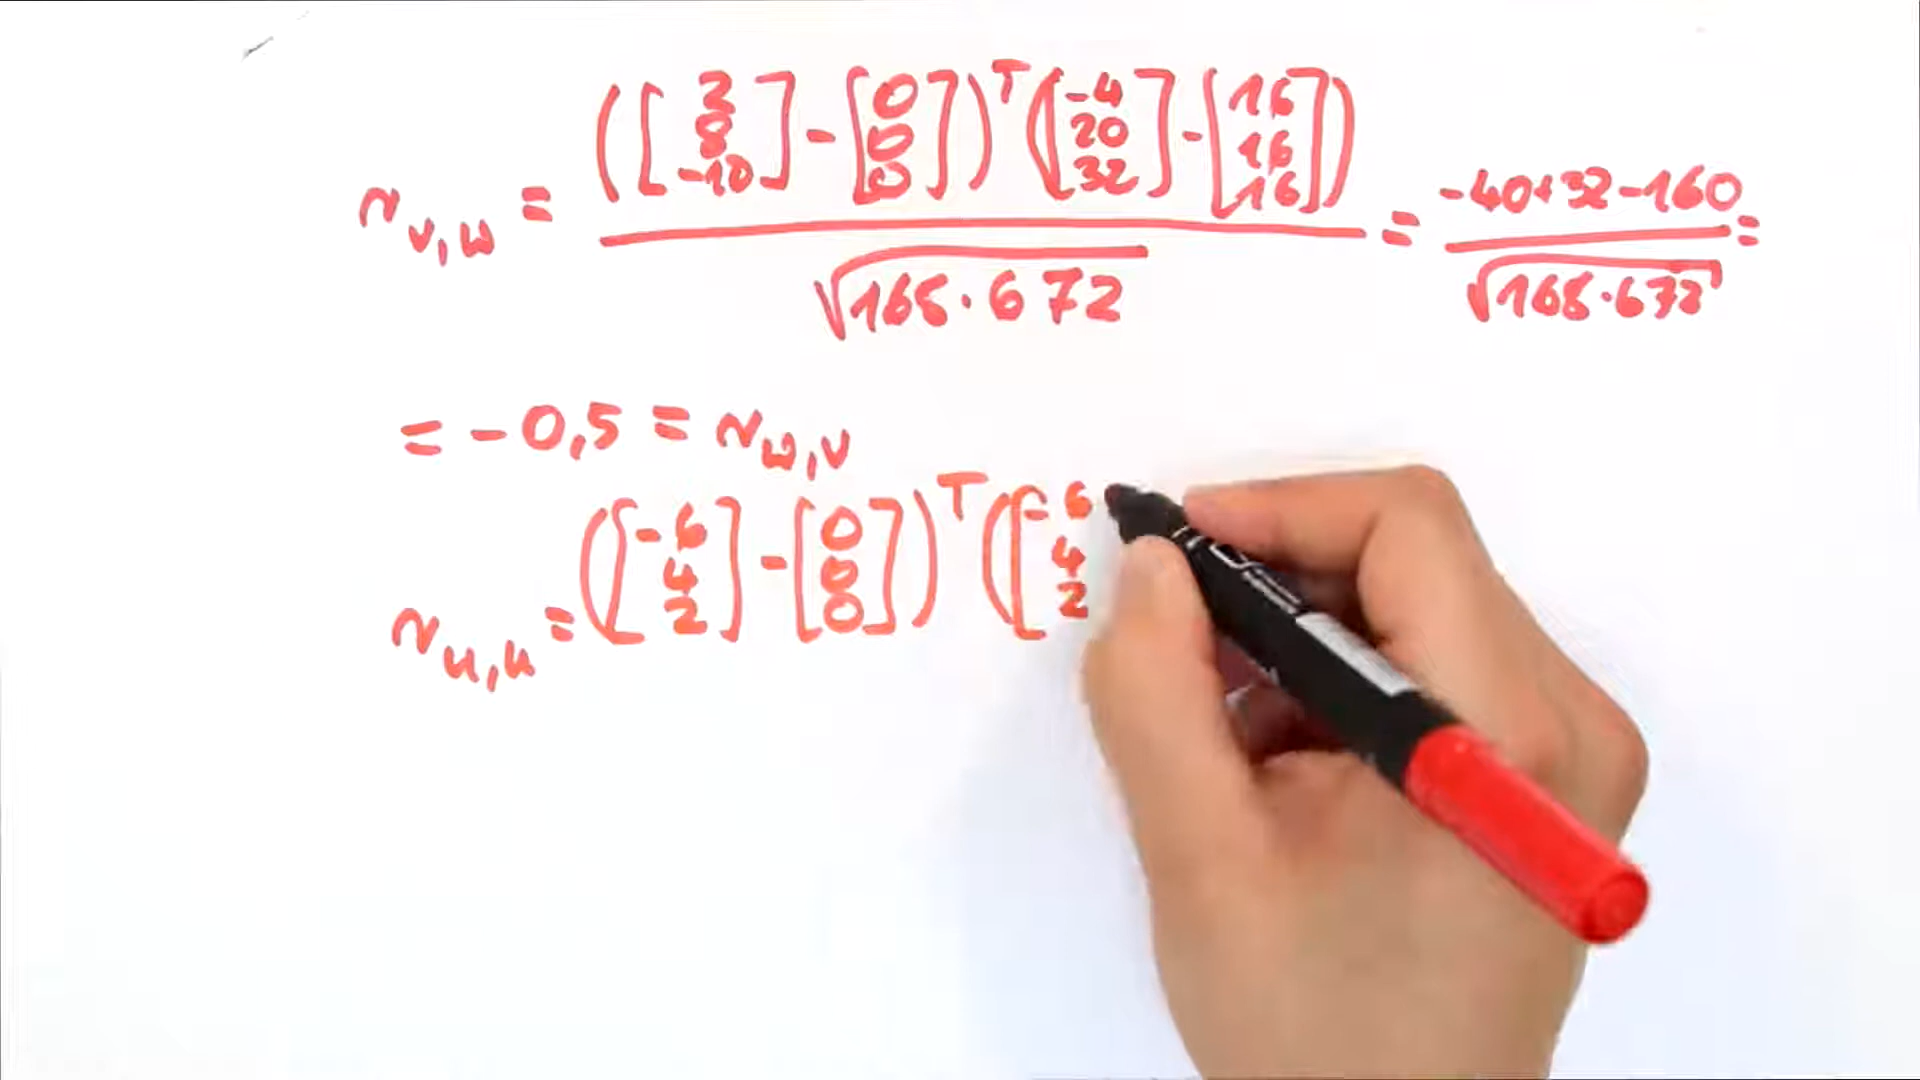 r_{v,w} = ([2 8 -10] - [0 0 0])^T ([-4 20 32] - [16 16 16]) / √168·672 = -40+32-160 / √168·672 =
= -0,5 = r_{w,v}
r_{u,u} = ([-6 4 2] - [0 0 0])^T ([-6 4 2